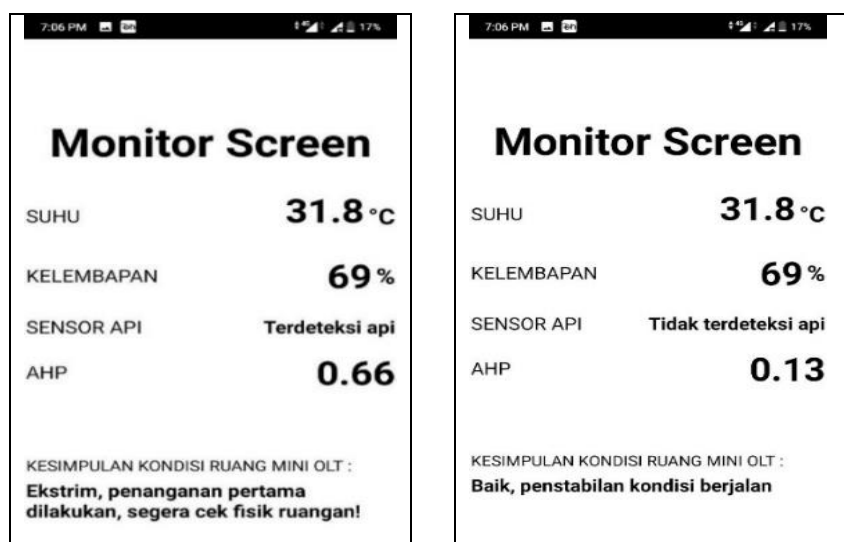 7:06 PM
17%
Monitor Screen
SUHU 31.8 °C
KELEMBAPAN 69 %
SENSOR API Terdeteksi api
AHP 0.66
KESIMPULAN KONDISI RUANG MINI OLT :
Ekstrim, penanganan pertama
dilakukan, segera cek fisik ruangan!
7:06 PM
17%
Monitor Screen
SUHU 31.8 °C
KELEMBAPAN 69 %
SENSOR API Tidak terdeteksi api
AHP 0.13
KESIMPULAN KONDISI RUANG MINI OLT :
Baik, penstabilan kondisi berjalan